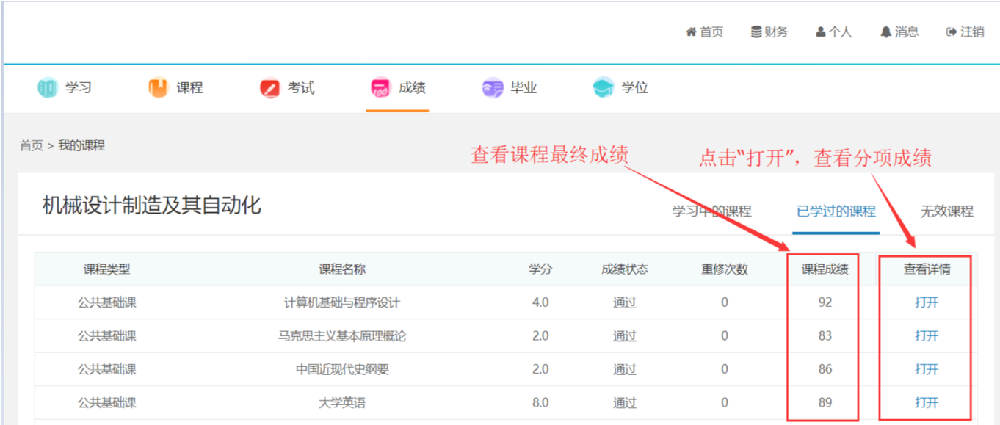 首页 财务 个人 消息 注销
学习 课程 考试 成绩 毕业 学位
首页 > 我的课程
查看课程最终成绩 点击“打开”，查看分项成绩
机械设计制造及其自动化 学习中的课程 已学过的课程 无效课程
课程类型 课程名称 学分 成绩状态 重修次数 课程成绩 查看详情
公共基础课 计算机基础与程序设计 4.0 通过 0 92 打开
公共基础课 马克思主义基本原理概论 2.0 通过 0 83 打开
公共基础课 中国近现代史纲要 2.0 通过 0 86 打开
公共基础课 大学英语 8.0 通过 0 89 打开